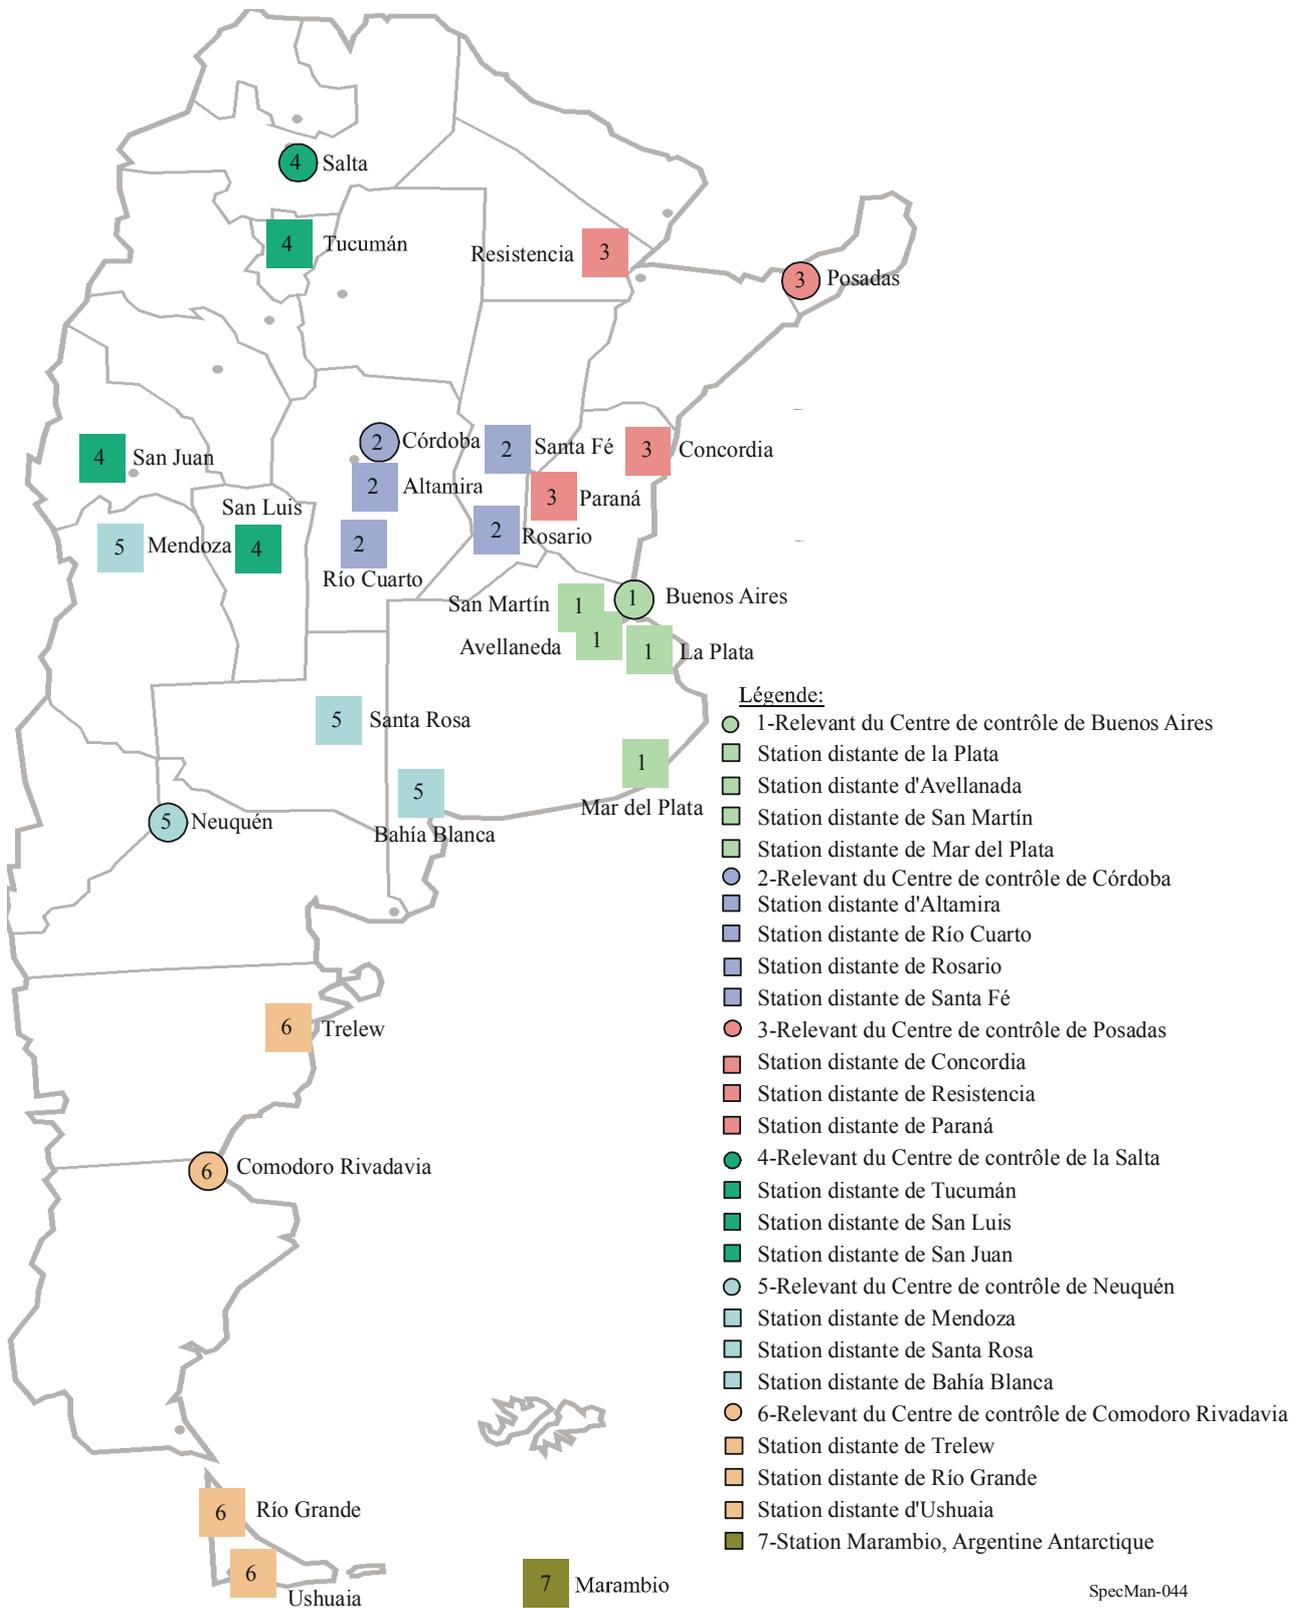 4 Salta
4 Tucumán
Resistencia 3
3 Posadas
2 Córdoba
2 Santa Fé
3 Concordia
4 San Juan
2 Altamira
3 Paraná
San Luis
5 Mendoza
4
2
Río Cuarto
2 Rosario
San Martín 1
1 Buenos Aires
Avellaneda 1
1 La Plata
5 Santa Rosa
1
Mar del Plata
5
Bahía Blanca
5 Neuquén
6 Trelew
6 Comodoro Rivadavia
6 Río Grande
6
Ushuaia
7 Marambio
Légende:
1-Relevant du Centre de contrôle de Buenos Aires
Station distante de la Plata
Station distante d'Avellanada
Station distante de San Martín
Station distante de Mar del Plata
2-Relevant du Centre de contrôle de Córdoba
Station distante d'Altamira
Station distante de Río Cuarto
Station distante de Rosario
Station distante de Santa Fé
3-Relevant du Centre de contrôle de Posadas
Station distante de Concordia
Station distante de Resistencia
Station distante de Paraná
4-Relevant du Centre de contrôle de la Salta
Station distante de Tucumán
Station distante de San Luis
Station distante de San Juan
5-Relevant du Centre de contrôle de Neuquén
Station distante de Mendoza
Station distante de Santa Rosa
Station distante de Bahía Blanca
6-Relevant du Centre de contrôle de Comodoro Rivadavia
Station distante de Trelew
Station distante de Río Grande
Station distante d'Ushuaia
7-Station Marambio, Argentine Antarctique
SpecMan-044